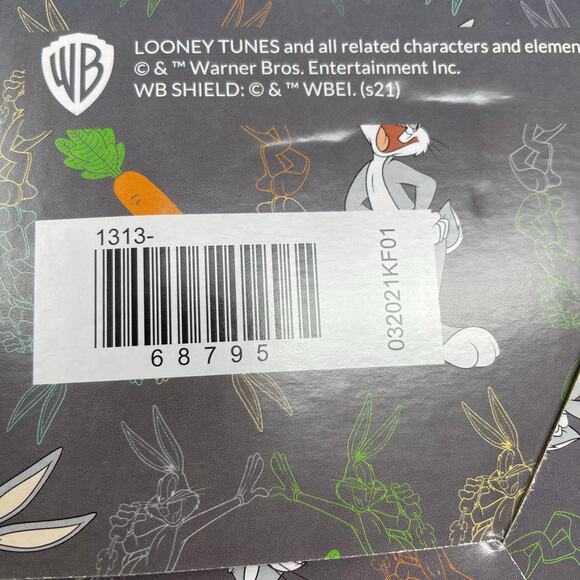 WB
LOONEY TUNES and all related characters and elemen
© & ™ Warner Bros. Entertainment Inc.
WB SHIELD: © & ™ WBEI. (s21)
1313-
68795
032021KF01